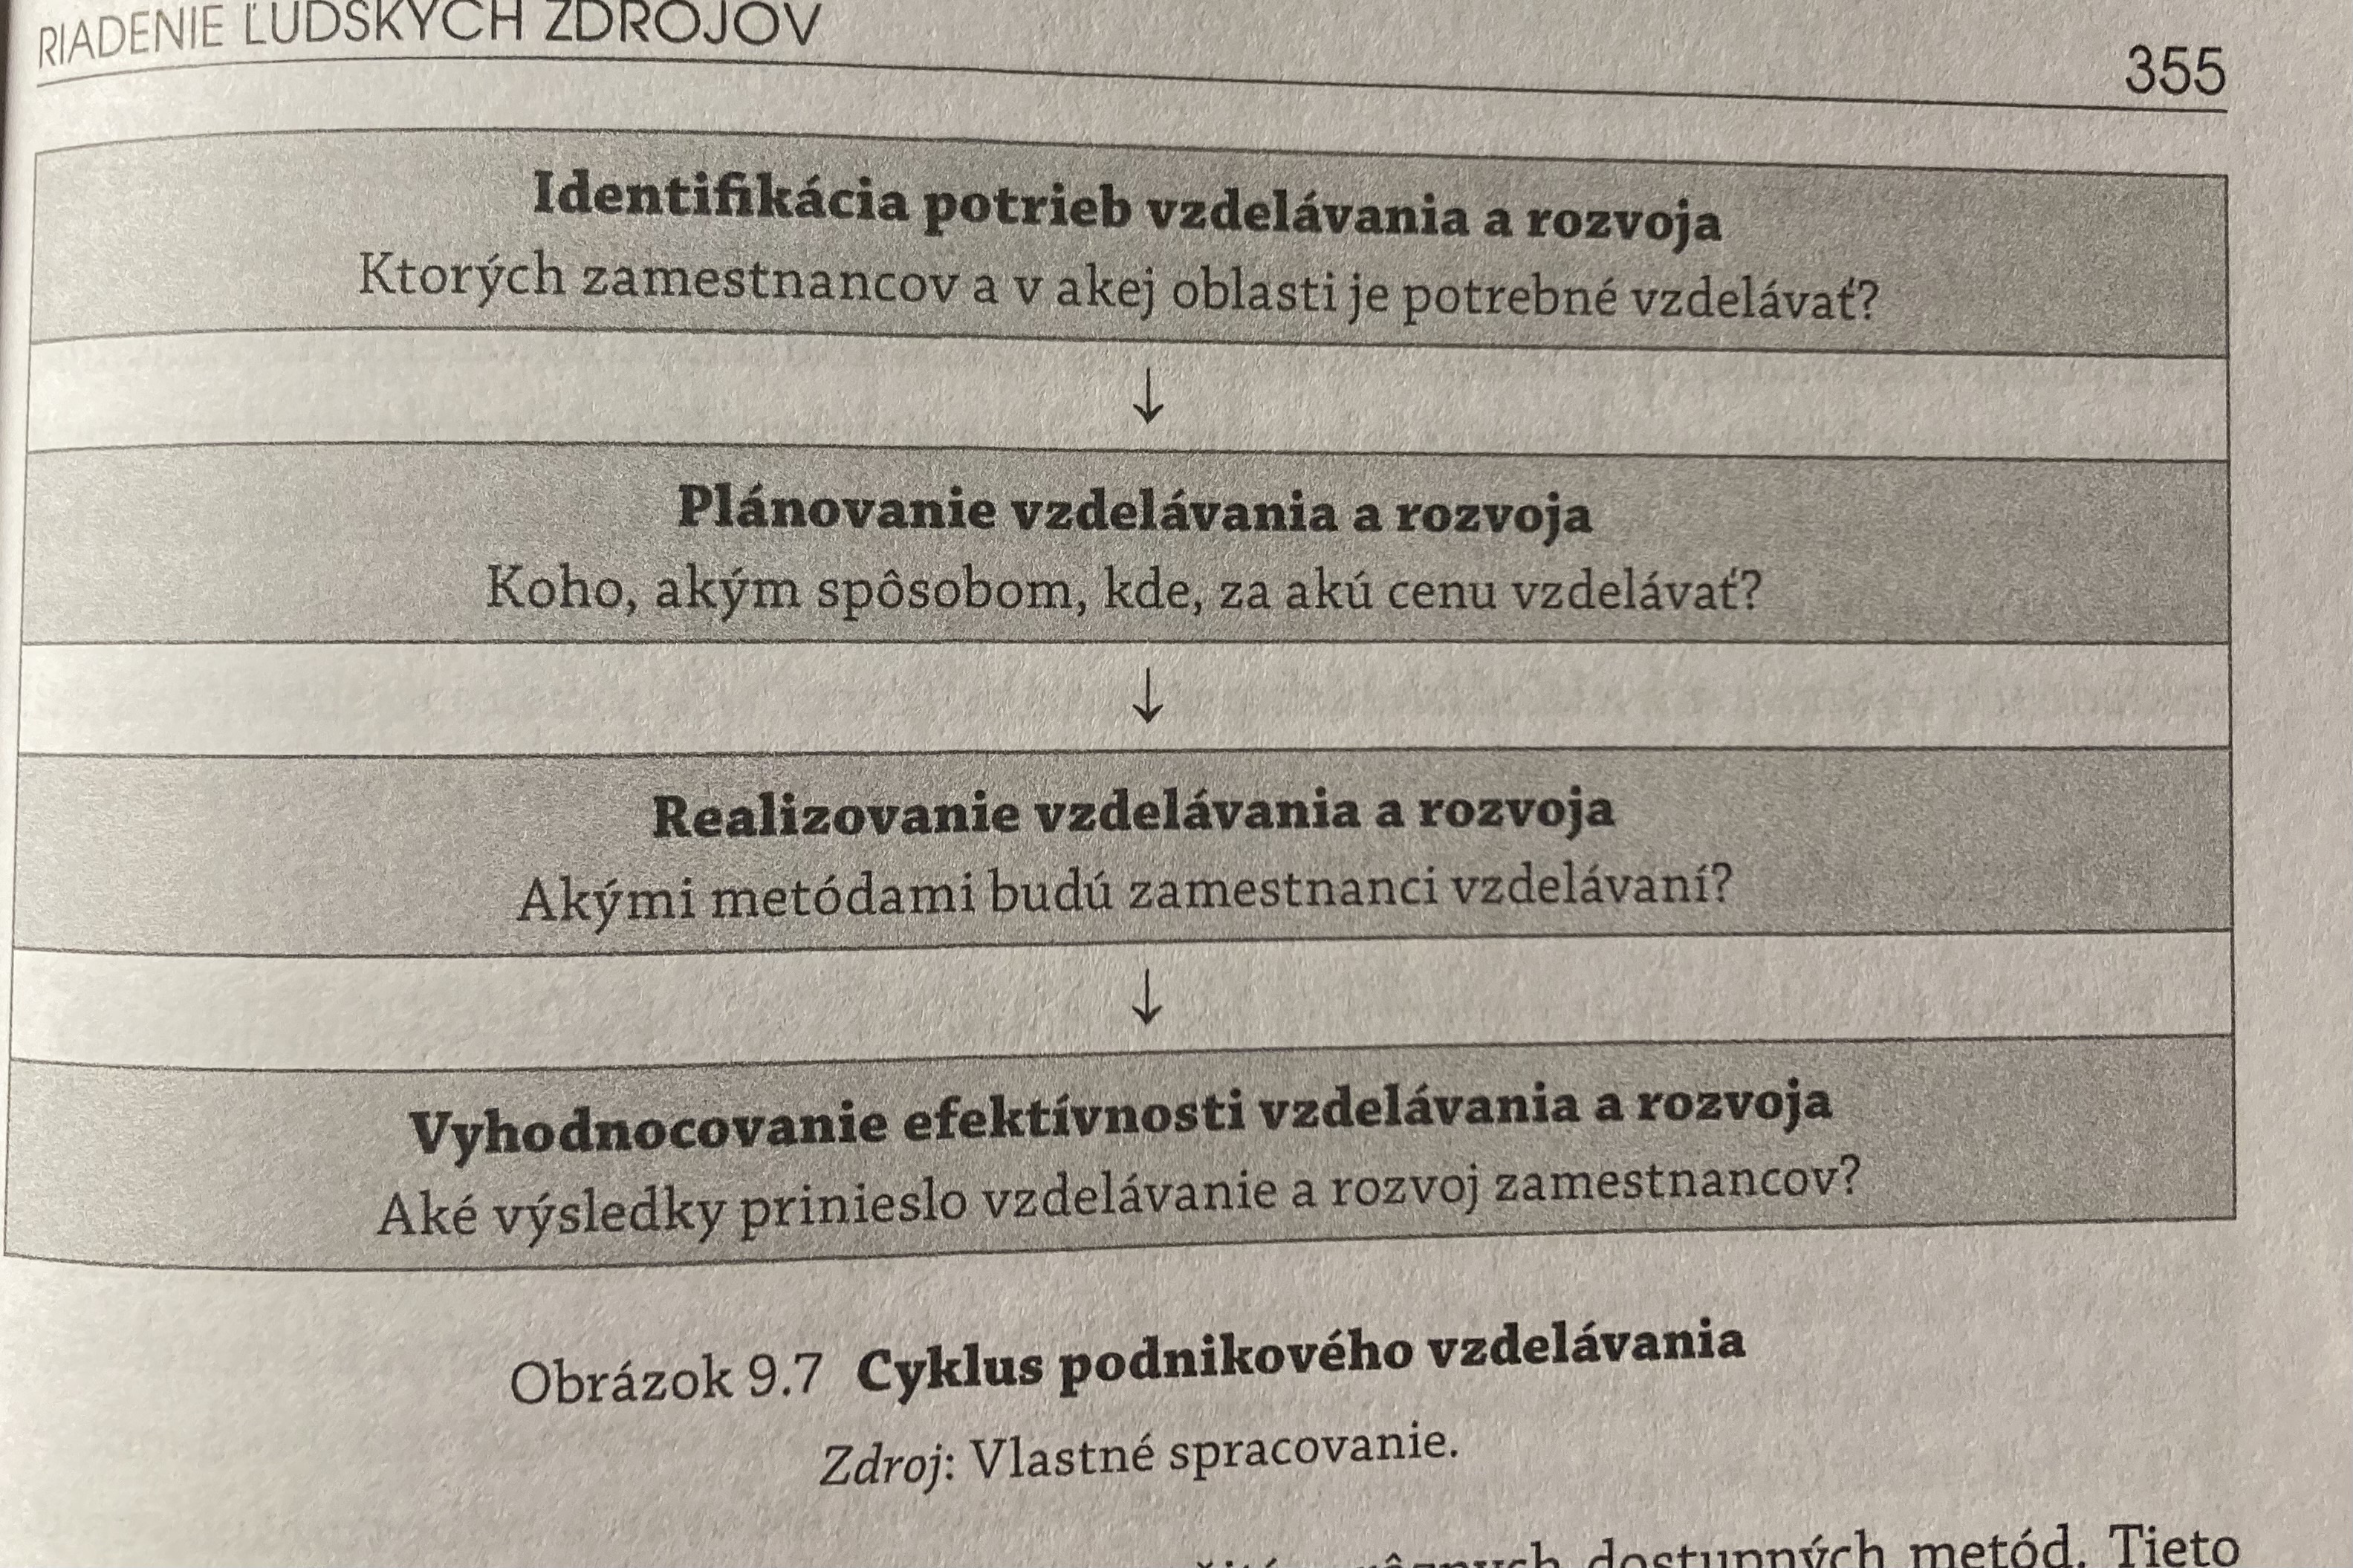 RIADENIE ĽUDSKÝCH ZDROJOV
355
Identifikácia potrieb vzdelávania a rozvoja
Ktorých zamestnancov a v akej oblasti je potrebné vzdelávať?
↓
Plánovanie vzdelávania a rozvoja
Koho, akým spôsobom, kde, za akú cenu vzdelávať?
↓
Realizovanie vzdelávania a rozvoja
Akými metódami budú zamestnanci vzdelávaní?
↓
Vyhodnocovanie efektívnosti vzdelávania a rozvoja
Aké výsledky prinieslo vzdelávanie a rozvoj zamestnancov?
Obrázok 9.7 Cyklus podnikového vzdelávania
Zdroj: Vlastné spracovanie.
dostupných metód. Tieto